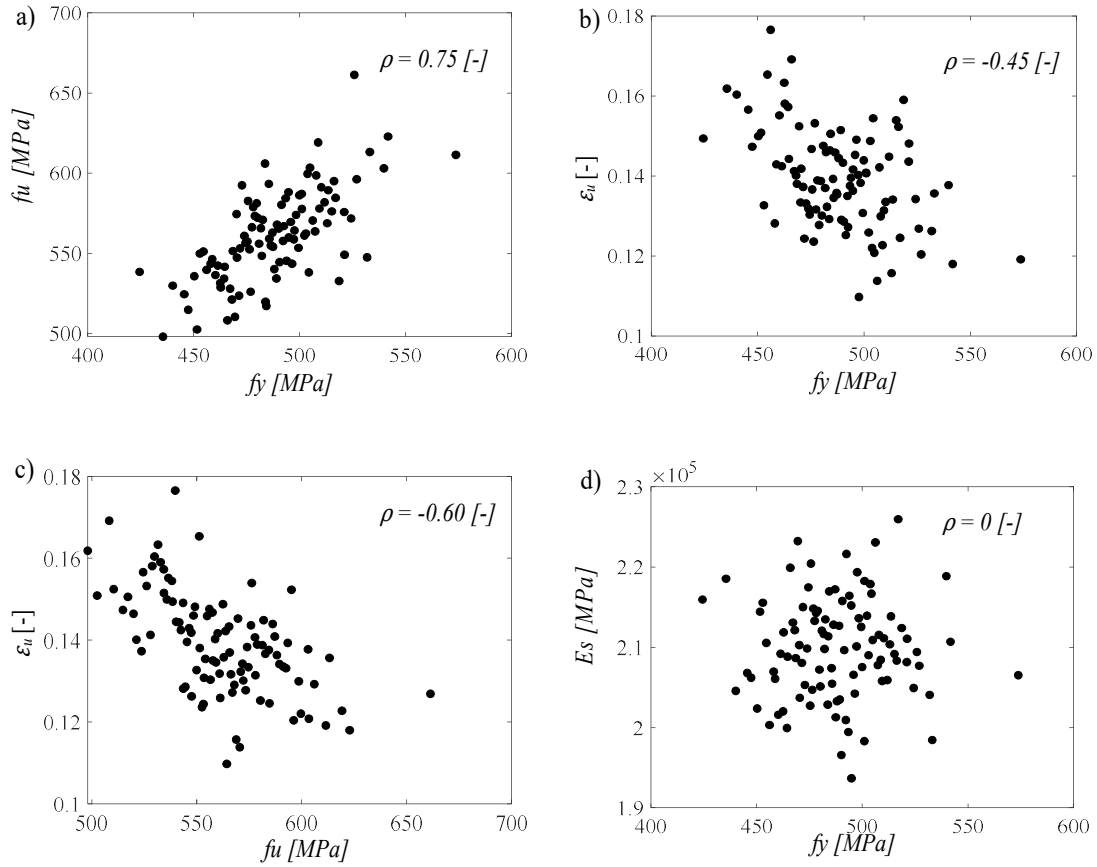 a)
ρ = 0.75 [-]
700
650
600
550
500
fu [MPa]
400 450 500 550 600
fy [MPa]
b)
ρ = -0.45 [-]
0.18
0.16
0.14
0.12
0.1
εu [-]
400 450 500 550 600
fy [MPa]
c)
ρ = -0.60 [-]
0.18
0.16
0.14
0.12
0.1
εu [-]
500 550 600 650 700
fu [MPa]
d)
×10⁵
ρ = 0 [-]
2.3
2.2
2.1
2
1.9
Es [MPa]
400 450 500 550 600
fy [MPa]